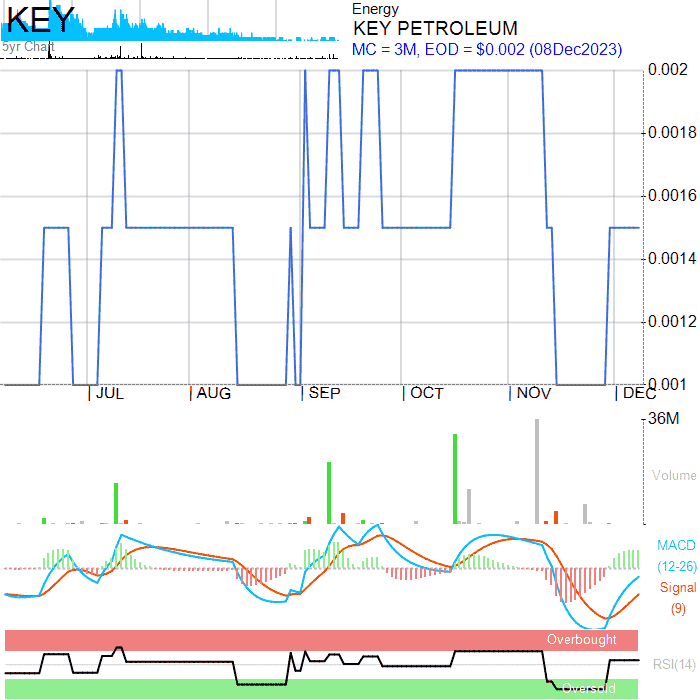 KEY
5yr Chart
Energy
KEY PETROLEUM
MC = 3M, EOD = $0.002 (08Dec2023)
0.002
0.0018
0.0016
0.0014
0.0012
0.001
JUL AUG SEP OCT NOV DEC
36M
Volume
MACD
(12-26)
Signal
(9)
Overbought
RSI(14)
Oversold